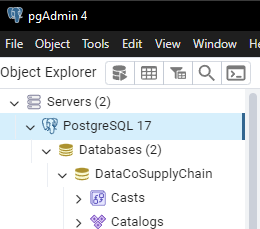 pgAdmin 4
File Object Tools Edit View Window Help
Object Explorer
Servers (2)
PostgreSQL 17
Databases (2)
DataCoSupplyChain
Casts
Catalogs